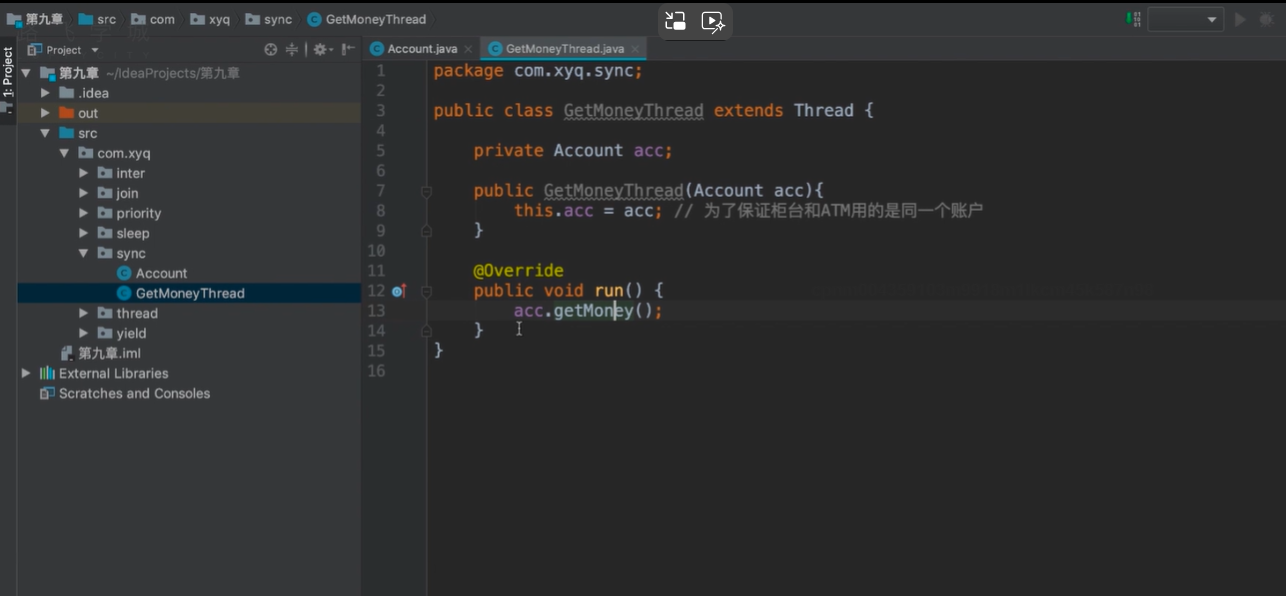 第九章 src com xyq sync GetMoneyThread
Project
Account.java GetMoneyThread.java
1: Project
第九章 ~/IdeaProjects/第九章
.idea
out
src
com.xyq
inter
join
priority
sleep
sync
Account
GetMoneyThread
thread
yield
第九章.iml
External Libraries
Scratches and Consoles
1 package com.xyq.sync;
2
3 public class GetMoneyThread extends Thread {
4
5 private Account acc;
6
7 public GetMoneyThread(Account acc){
8 this.acc = acc; // 为了保证柜台和ATM用的是同一个账户
9 }
10
11 @Override
12 public void run() {
13 acc.getMoney();
14 }
15 }
16